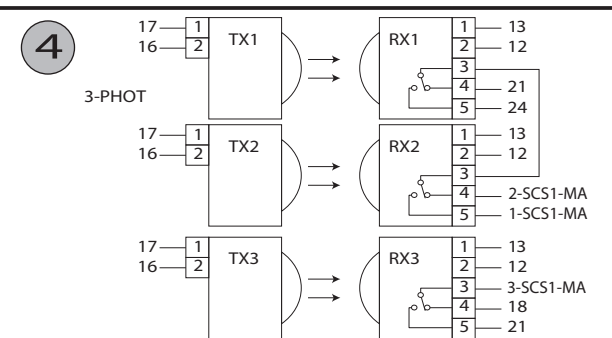 4
3-PHOT
17 1 TX1 RX1 1 13
16 2 2 12
3
4 21
5 24
17 1 TX2 RX2 1 13
16 2 2 12
3
4 2-SCS1-MA
5 1-SCS1-MA
17 1 TX3 RX3 1 13
16 2 2 12
3 3-SCS1-MA
4 18
5 21